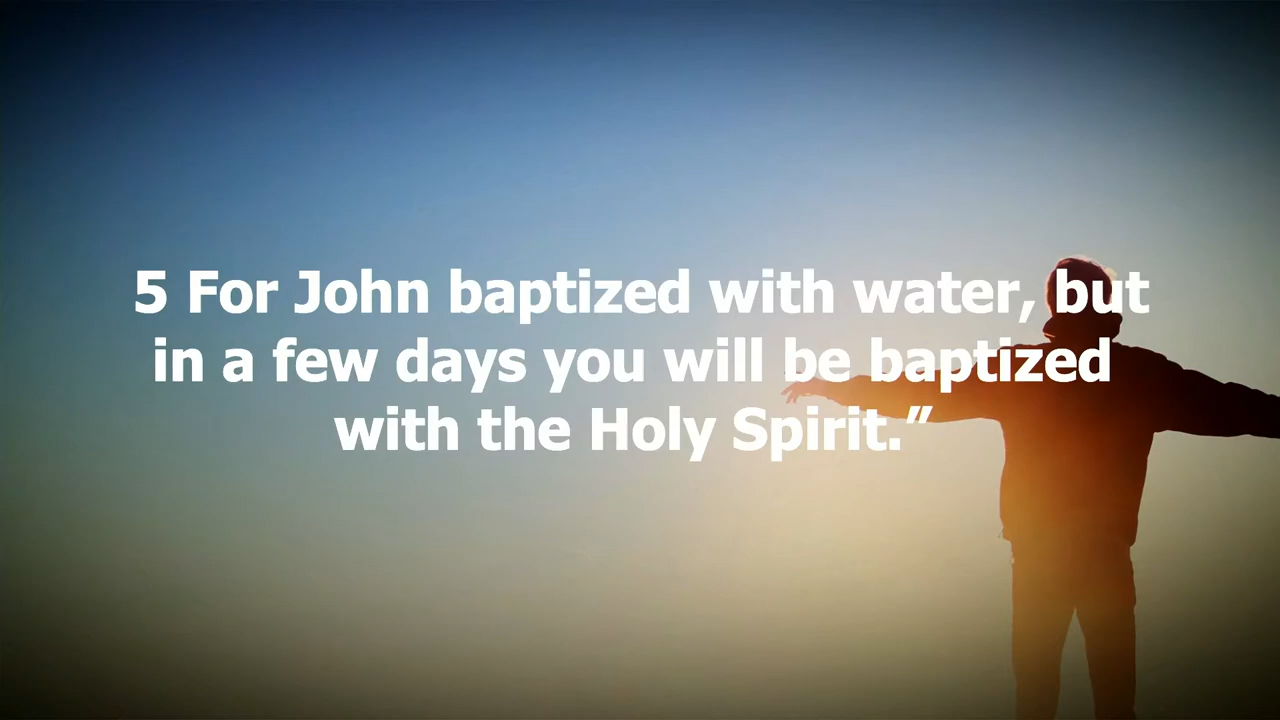 5 For John baptized with water, but
in a few days you will be baptized
with the Holy Spirit.”